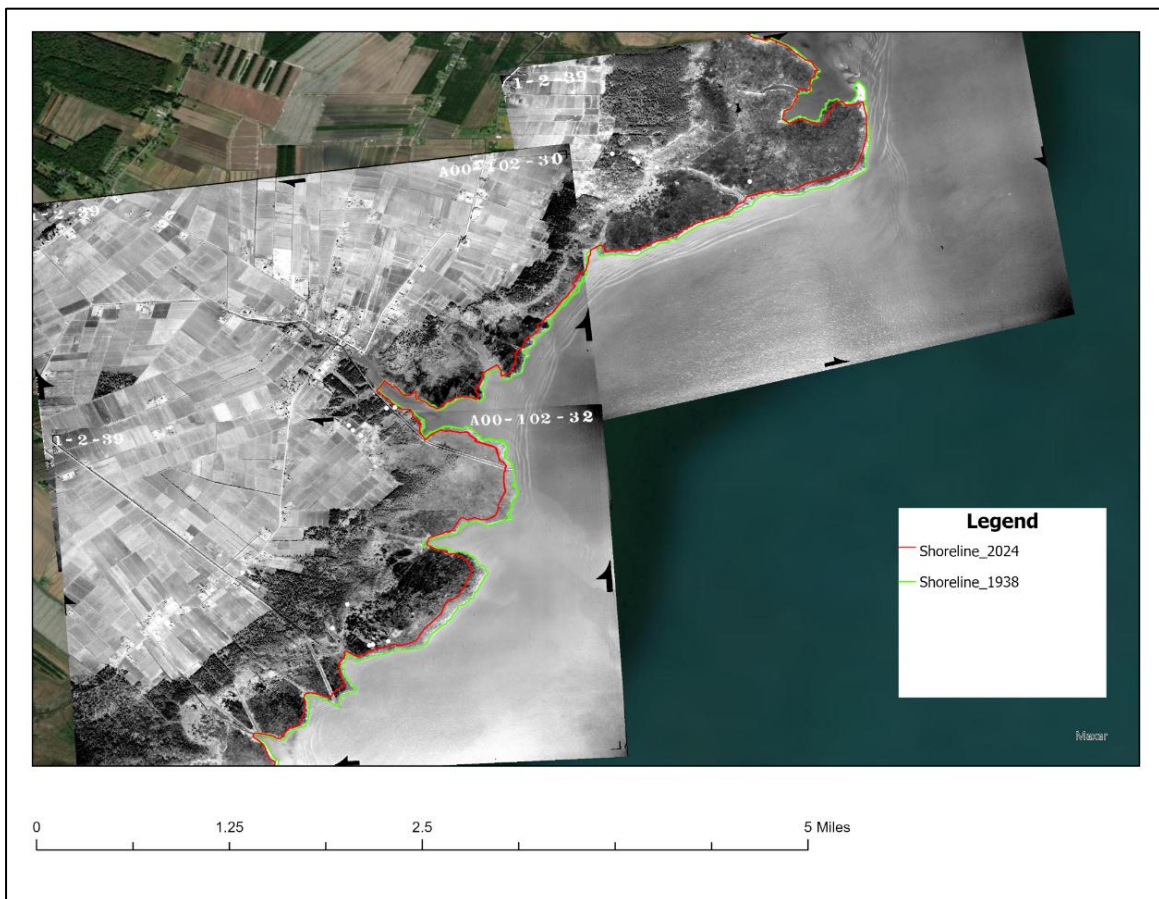 1-2-39
A00-102-30
1-2-39
A00-102-32
1-2-39
Legend
Shoreline_2024
Shoreline_1938
Maxar
0 1.25 2.5 5 Miles